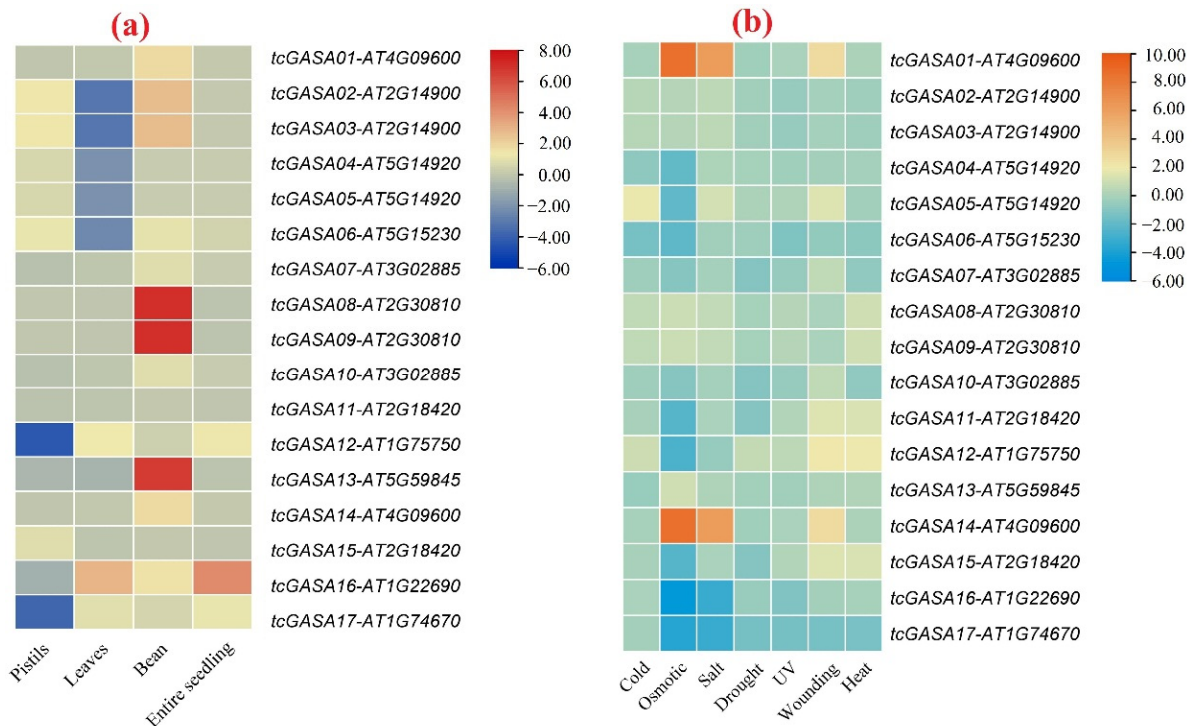 (a)
tcGASA01-AT4G09600
tcGASA02-AT2G14900
tcGASA03-AT2G14900
tcGASA04-AT5G14920
tcGASA05-AT5G14920
tcGASA06-AT5G15230
tcGASA07-AT3G02885
tcGASA08-AT2G30810
tcGASA09-AT2G30810
tcGASA10-AT3G02885
tcGASA11-AT2G18420
tcGASA12-AT1G75750
tcGASA13-AT5G59845
tcGASA14-AT4G09600
tcGASA15-AT2G18420
tcGASA16-AT1G22690
tcGASA17-AT1G74670
Pistils
Leaves
Bean
Entire seedling
8.00
6.00
4.00
2.00
0.00
−2.00
−4.00
−6.00
(b)
tcGASA01-AT4G09600
tcGASA02-AT2G14900
tcGASA03-AT2G14900
tcGASA04-AT5G14920
tcGASA05-AT5G14920
tcGASA06-AT5G15230
tcGASA07-AT3G02885
tcGASA08-AT2G30810
tcGASA09-AT2G30810
tcGASA10-AT3G02885
tcGASA11-AT2G18420
tcGASA12-AT1G75750
tcGASA13-AT5G59845
tcGASA14-AT4G09600
tcGASA15-AT2G18420
tcGASA16-AT1G22690
tcGASA17-AT1G74670
Cold
Osmotic
Salt
Drought
UV
Wounding
Heat
10.00
8.00
6.00
4.00
2.00
0.00
−2.00
−4.00
−6.00